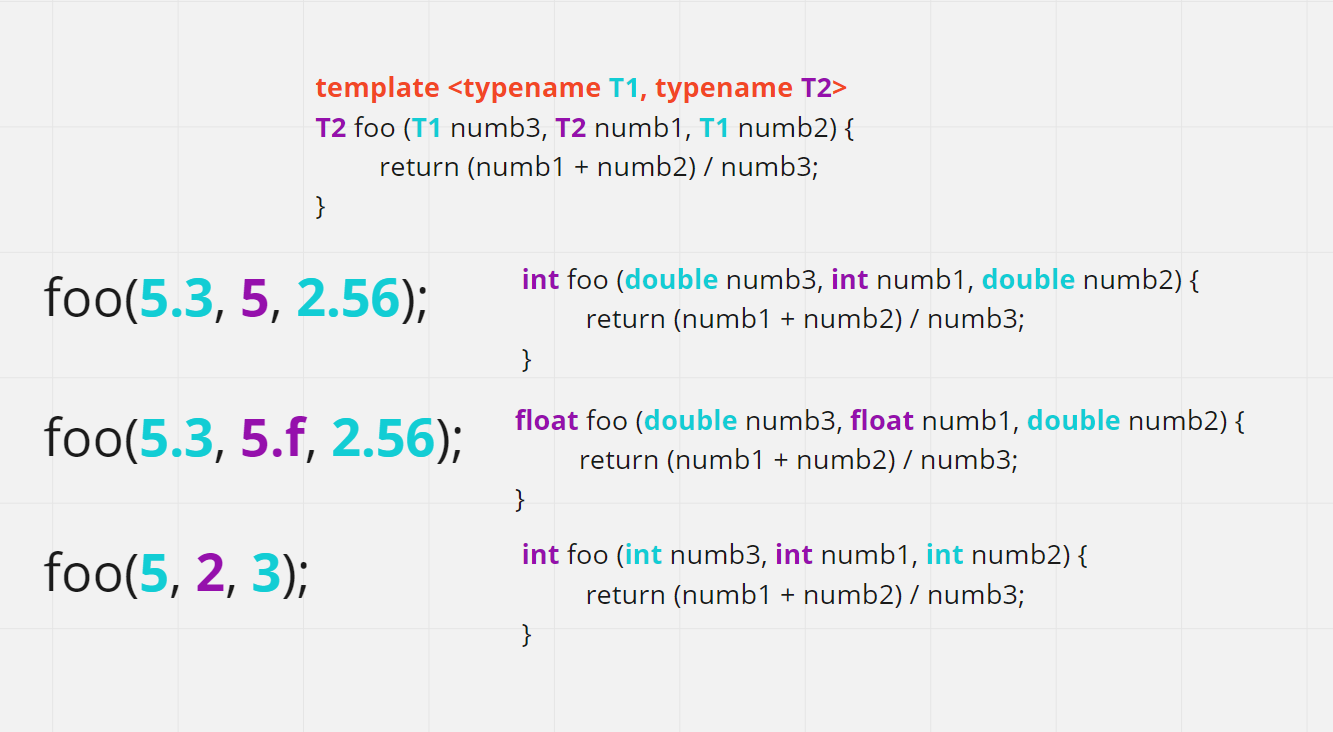 template <typename T1, typename T2>
T2 foo (T1 numb3, T2 numb1, T1 numb2) {
return (numb1 + numb2) / numb3;
}
foo(5.3, 5, 2.56);
int foo (double numb3, int numb1, double numb2) {
return (numb1 + numb2) / numb3;
}
foo(5.3, 5.f, 2.56);
float foo (double numb3, float numb1, double numb2) {
return (numb1 + numb2) / numb3;
}
foo(5, 2, 3);
int foo (int numb3, int numb1, int numb2) {
return (numb1 + numb2) / numb3;
}